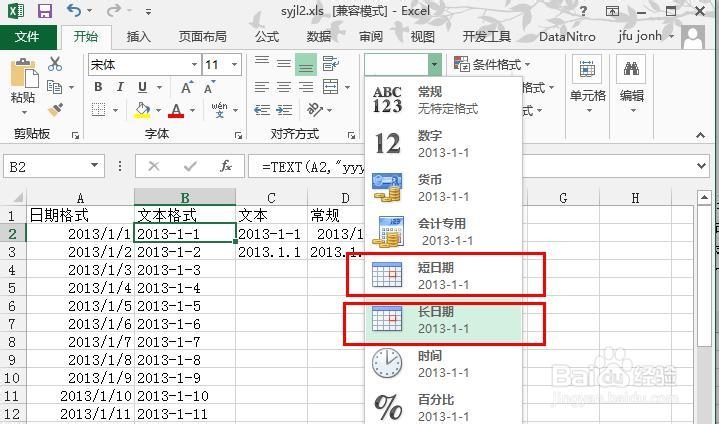 syjl2.xls [兼容模式] - Excel
文件 开始 插入 页面布局 公式 数据 审阅 视图 开发工具 DataNitro jfu jonh
宋体 11 条件格式
粘贴 B I U A A A wén 单元格 编辑
剪贴板 字体 对齐方式
B2 fx =TEXT(A2,"yyy
A B C D G H
1 日期格式 文本格式 文本 常规
2 2013/1/1 2013-1-1 2013-1-1 2013/1
3 2013/1/2 2013-1-2 2013.1.1 2013.1.
4 2013/1/3 2013-1-3
5 2013/1/4 2013-1-4
6 2013/1/5 2013-1-5
7 2013/1/6 2013-1-6
8 2013/1/7 2013-1-7
9 2013/1/8 2013-1-8
10 2013/1/9 2013-1-9
11 2013/1/10 2013-1-10
12 2013/1/11 2013-1-11
ABC
123
常规
无特定格式
12
数字
2013-1-1
货币
2013-1-1
会计专用
2013-1-1
短日期
2013-1-1
长日期
2013-1-1
时间
2013-1-1
%
百分比
2013-1-1
Baidu经验
jingyan.baidu.com